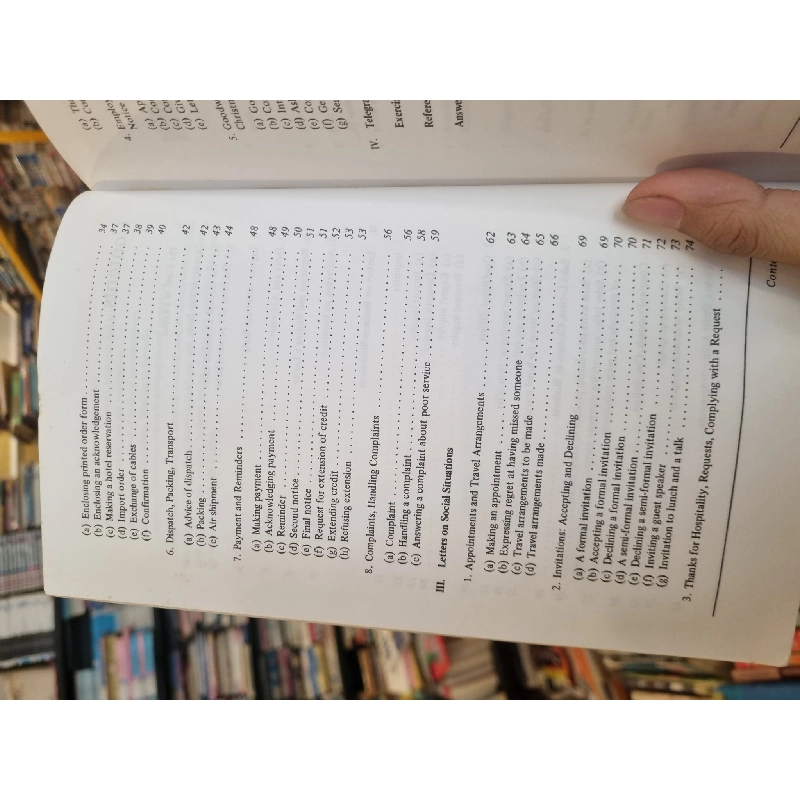 (a) Enclosing printed order form . . . . . 34
(b) Enclosing an acknowledgement . . . . . 37
(c) Making a hotel reservation . . . . . 37
(d) Import order . . . . . 38
(e) Exchange of cables . . . . . 39
(f) Confirmation . . . . . 40
6. Dispatch, Packing, Transport . . . . . 42
(a) Advice of dispatch . . . . . 42
(b) Packing . . . . . 43
(c) Air shipment . . . . . 44
7. Payment and Reminders . . . . . 48
(a) Making payment . . . . . 48
(b) Acknowledging payment . . . . . 49
(c) Reminder . . . . . 50
(d) Second notice . . . . . 51
(e) Final notice . . . . . 51
(f) Request for extension of credit . . . . . 52
(g) Extending credit . . . . . 53
(h) Refusing extension . . . . . 53
8. Complaints, Handling Complaints . . . . . 56
(a) Complaint . . . . . 56
(b) Handling a complaint . . . . . 58
(c) Answering a complaint about poor service . . . . . 59
III. Letters on Social Situations
1. Appointments and Travel Arrangements . . . . . 62
(a) Making an appointment . . . . . 63
(b) Expressing regret at having missed someone . . . . . 64
(c) Travel arrangements to be made . . . . . 65
(d) Travel arrangements made . . . . . 66
2. Invitations: Accepting and Declining . . . . . 69
(a) A formal invitation . . . . . 69
(b) Accepting a formal invitation . . . . . 70
(c) Declining a formal invitation . . . . . 70
(d) A semi-formal invitation . . . . . 71
(e) Declining a semi-formal invitation . . . . . 72
(f) Inviting a guest speaker . . . . . 73
(g) Invitation to lunch and a talk . . . . . 74
3. Thanks for Hospitality, Requests, Complying with a Request . . . . .
4.
Notice
5.
IV.